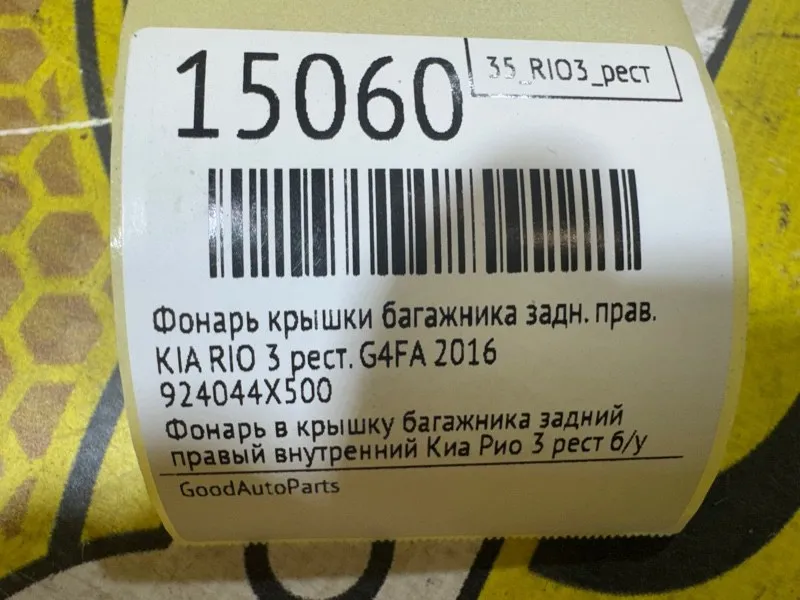 15060
35_RIO3_рест
Фонарь крышки багажника задн. прав.
KIA RIO 3 рест. G4FA 2016
924044X500
Фонарь в крышку багажника задний
правый внутренний Киа Рио 3 рест б/у
GoodAutoParts